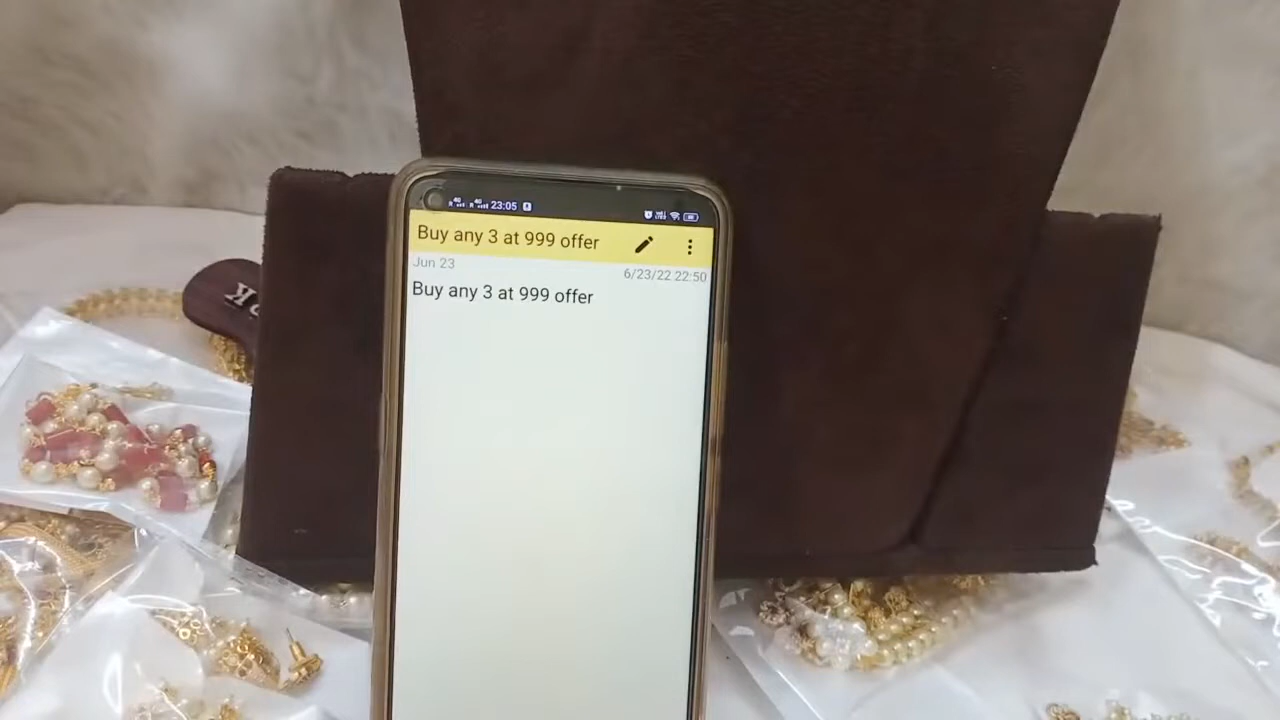 23:05
Buy any 3 at 999 offer
Jun 23
6/23/22 22:50
Buy any 3 at 999 offer